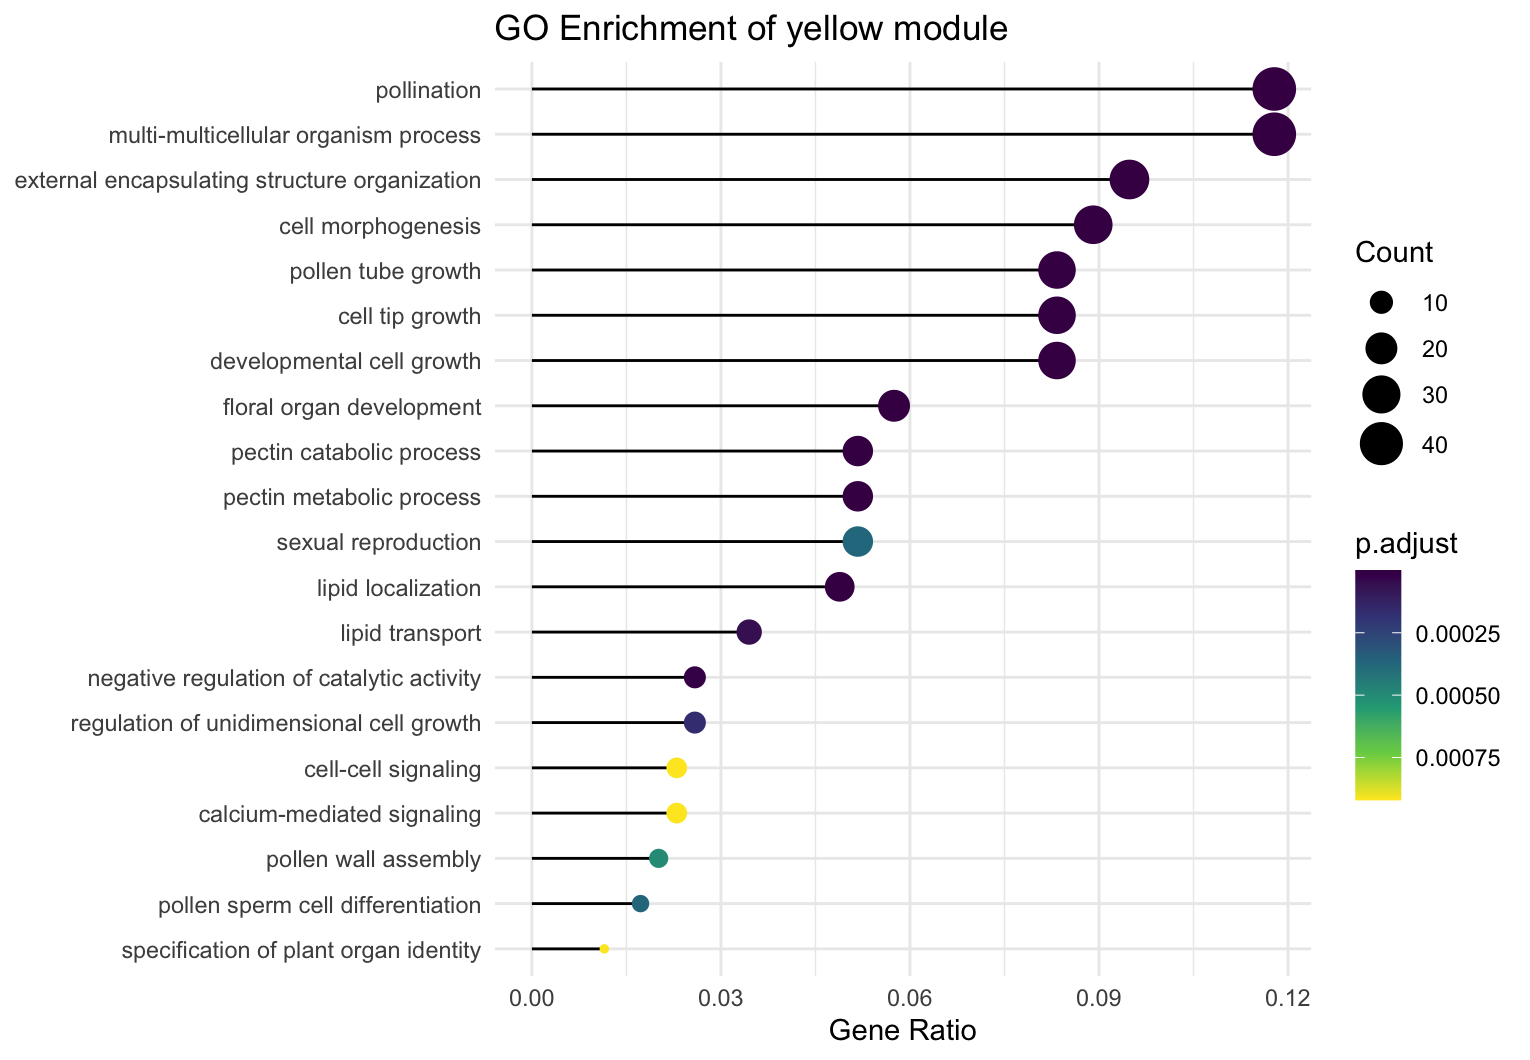 GO Enrichment of yellow module
pollination
multi-multicellular organism process
external encapsulating structure organization
cell morphogenesis
pollen tube growth
cell tip growth
developmental cell growth
floral organ development
pectin catabolic process
pectin metabolic process
sexual reproduction
lipid localization
lipid transport
negative regulation of catalytic activity
regulation of unidimensional cell growth
cell-cell signaling
calcium-mediated signaling
pollen wall assembly
pollen sperm cell differentiation
specification of plant organ identity
0.00 0.03 0.06 0.09 0.12
Gene Ratio
Count
10
20
30
40
p.adjust
0.00025
0.00050
0.00075